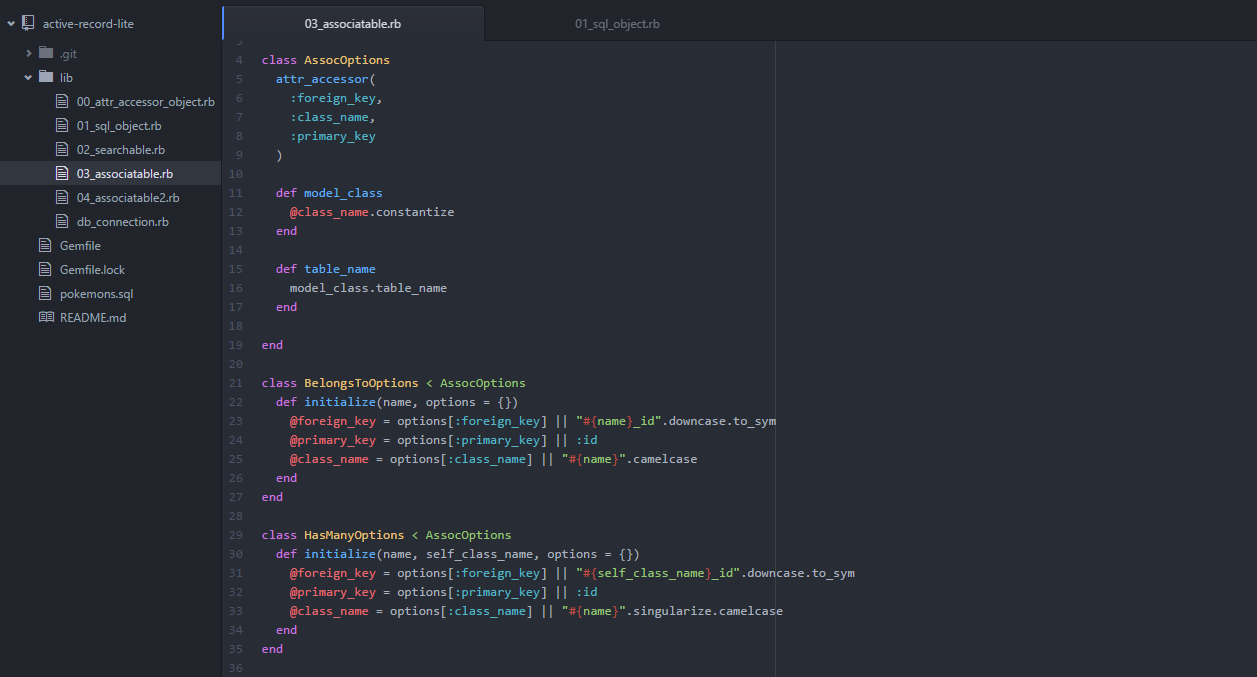 active-record-lite
.git
lib
00_attr_accessor_object.rb
01_sql_object.rb
02_searchable.rb
03_associatable.rb
04_associatable2.rb
db_connection.rb
Gemfile
Gemfile.lock
pokemons.sql
README.md
03_associatable.rb
01_sql_object.rb
3
4 class AssocOptions
5   attr_accessor(
6     :foreign_key,
7     :class_name,
8     :primary_key
9   )
10
11   def model_class
12     @class_name.constantize
13   end
14
15   def table_name
16     model_class.table_name
17   end
18
19 end
20
21 class BelongsToOptions < AssocOptions
22   def initialize(name, options = {})
23     @foreign_key = options[:foreign_key] || "#{name}_id".downcase.to_sym
24     @primary_key = options[:primary_key] || :id
25     @class_name = options[:class_name] || "#{name}".camelcase
26   end
27 end
28
29 class HasManyOptions < AssocOptions
30   def initialize(name, self_class_name, options = {})
31     @foreign_key = options[:foreign_key] || "#{self_class_name}_id".downcase.to_sym
32     @primary_key = options[:primary_key] || :id
33     @class_name = options[:class_name] || "#{name}".singularize.camelcase
34   end
35 end
36